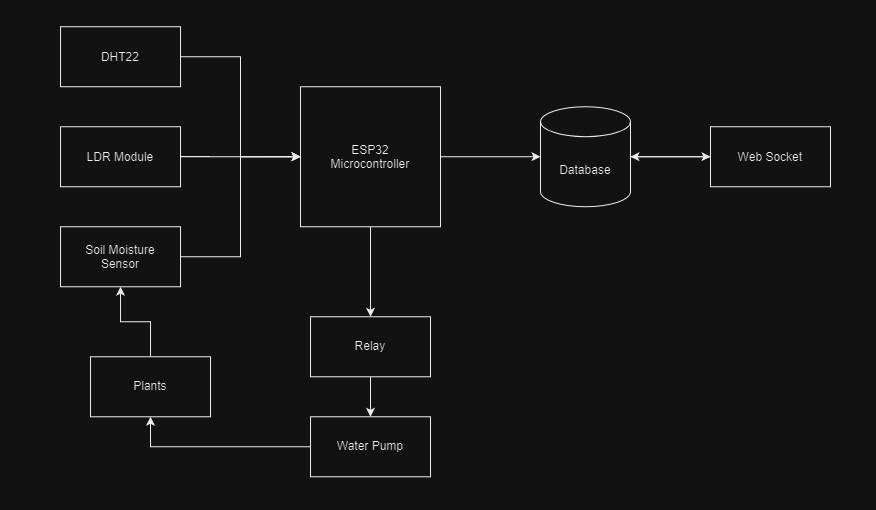 DHT22
LDR Module
Soil Moisture
Sensor
Plants
ESP32
Microcontroller
Relay
Water Pump
Database
Web Socket